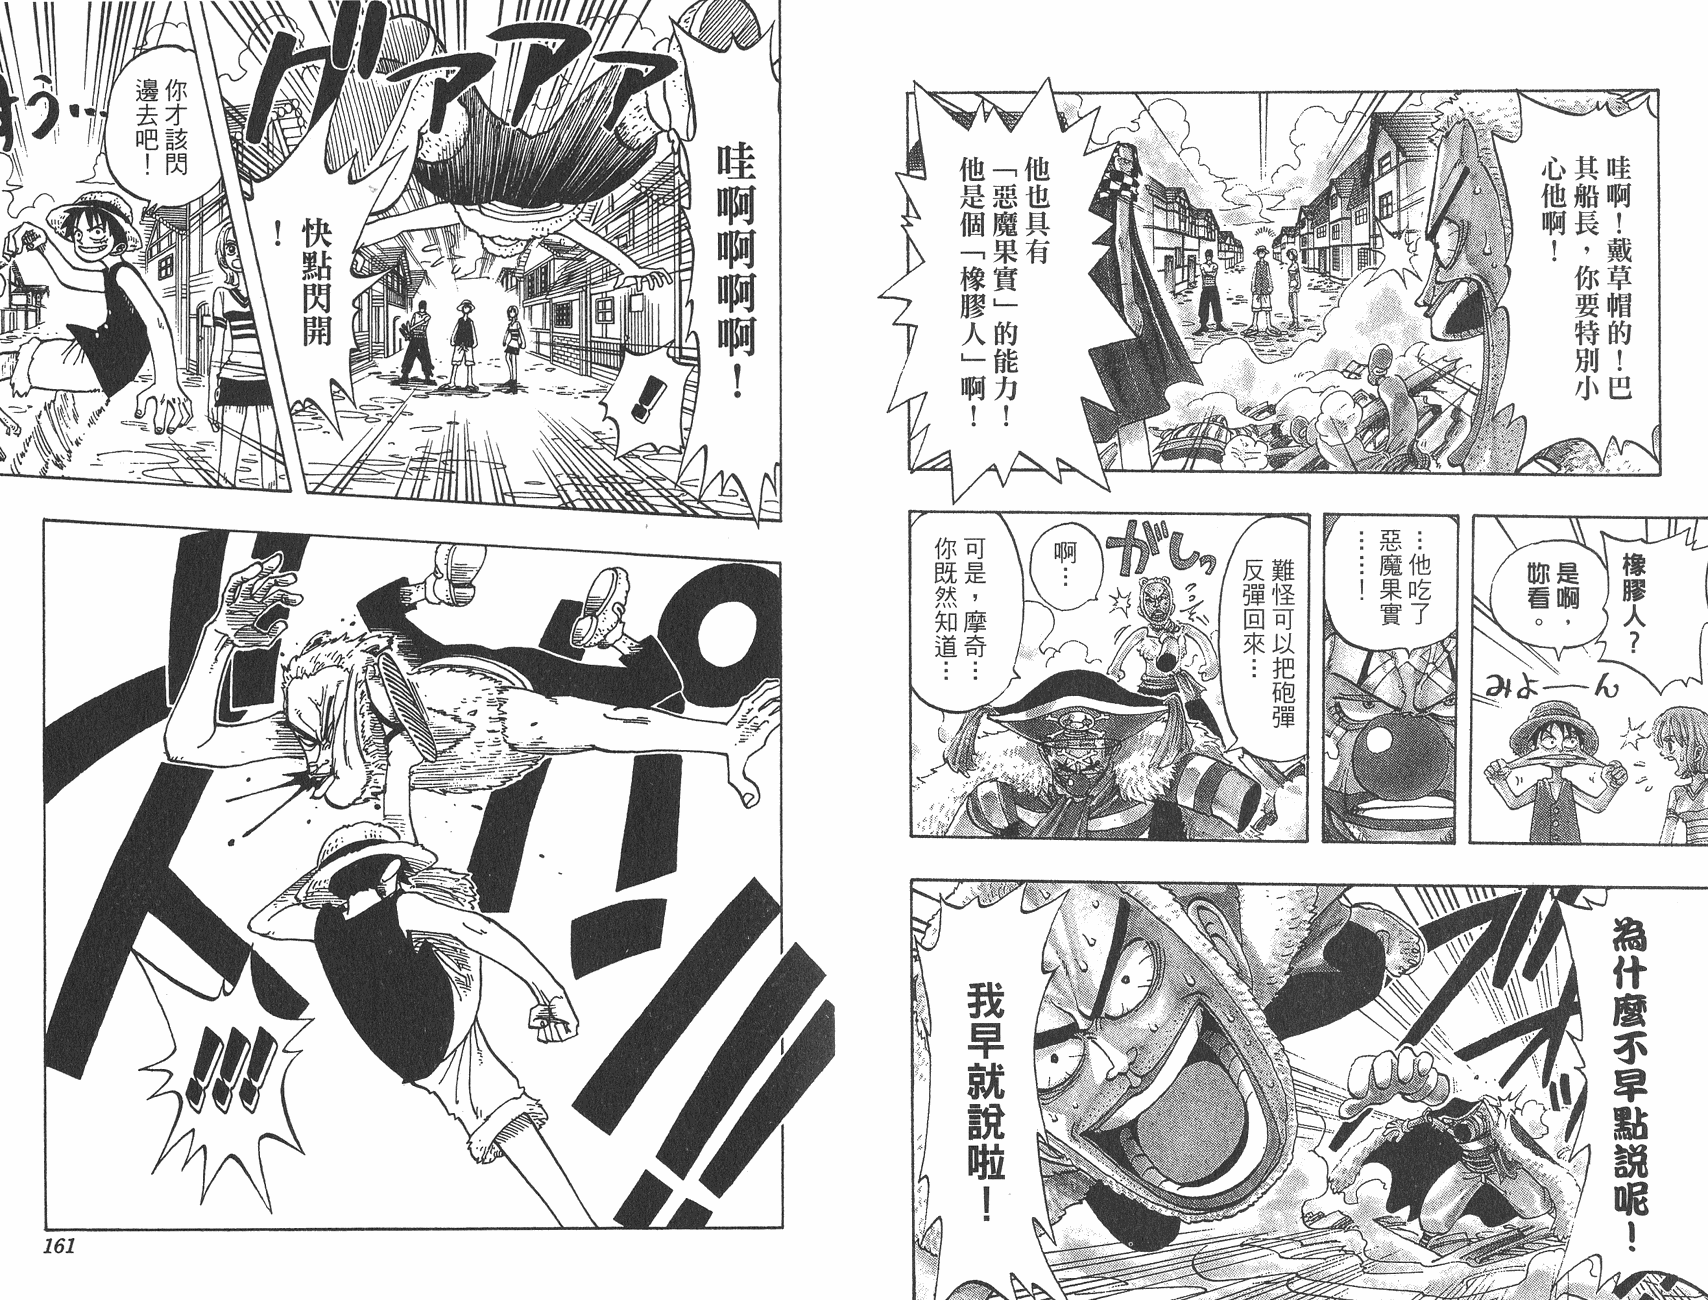 哇啊！戴草帽的！巴
其船長，你要特別小
心他啊！
他也具有
「惡魔果實」的能力！
他是個「橡膠人」啊！
橡膠人？
是啊，
妳看。
みよーん
…他吃了
惡魔果實
……！
難怪可以把砲彈
反彈回來…
がしっ
啊…
可是，摩奇…
你既然知道…
為什麼不早點說呢！
我早就說啦！
哇啊啊啊啊！
グアアア
！
快點閃開
！
你才該閃
邊去吧！
う…
！！！
161